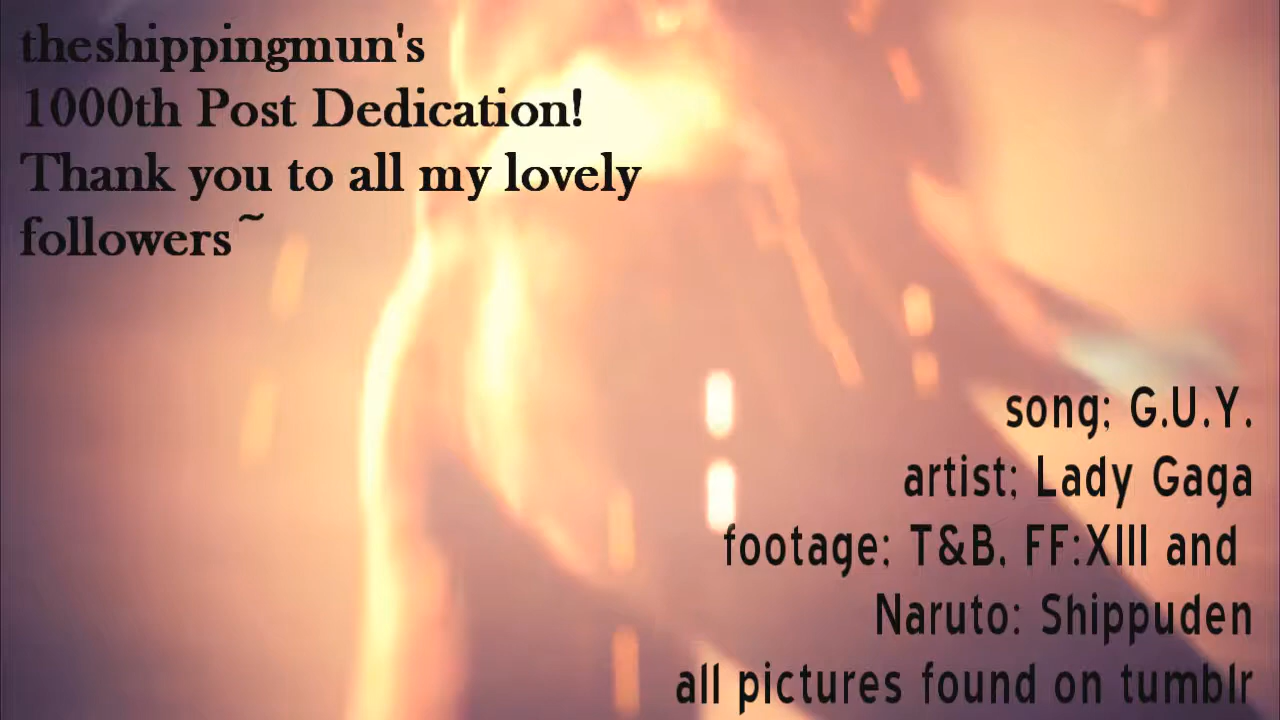 theshippingmun's
1000th Post Dedication!
Thank you to all my lovely
followers~
song; G.U.Y.
artist; Lady Gaga
footage; T&B, FF:XIII and
Naruto: Shippuden
all pictures found on tumblr